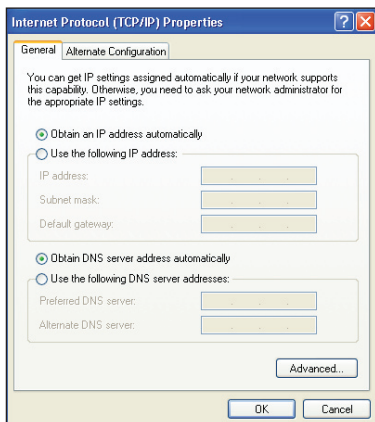 Internet Protocol (TCP/IP) Properties
General
Alternate Configuration
You can get IP settings assigned automatically if your network supports
this capability. Otherwise, you need to ask your network administrator for
the appropriate IP settings.
Obtain an IP address automatically
Use the following IP address:
IP address:
Subnet mask:
Default gateway:
Obtain DNS server address automatically
Use the following DNS server addresses:
Preferred DNS server:
Alternate DNS server:
Advanced...
OK
Cancel